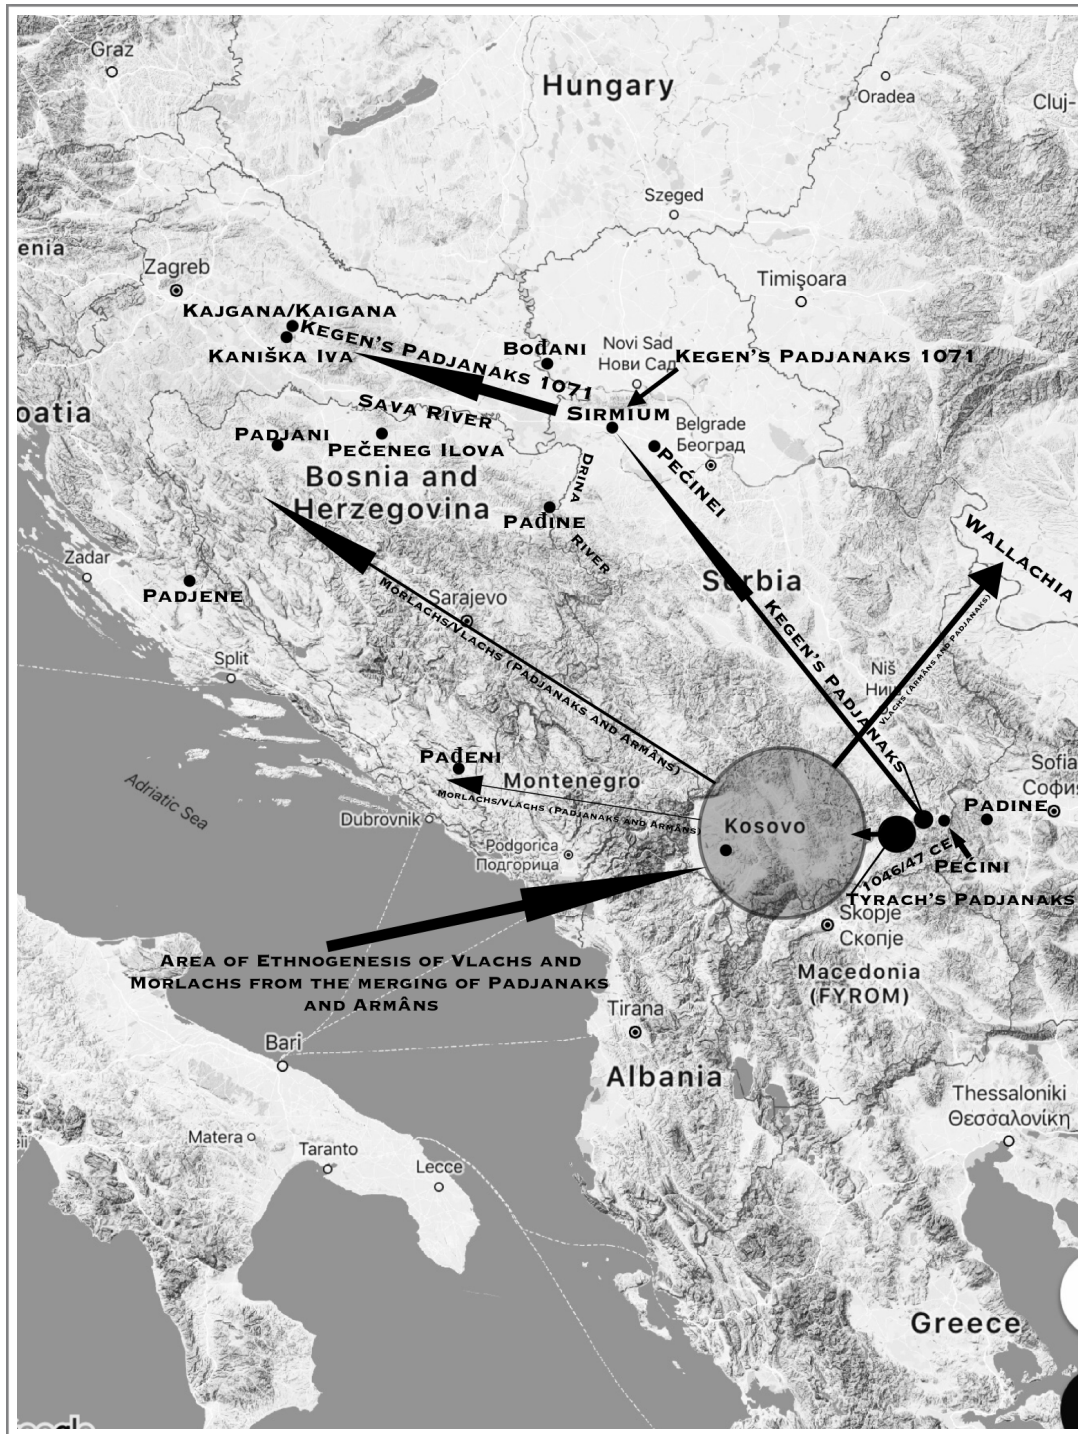 Graz
Hungary
Oradea
Cluj-
Szeged
enia
Zagreb
Timișoara
Kajgana/Kaigana
Kegen's Padjanaks 1071
Kaniška Iva
Bođani
Novi Sad
Нови Сад
Kegen's Padjanaks 1071
oatia
Sava River
Sirmium
Belgrade
Београд
Padjani
Pečeneg Ilova
Pećinei
Bosnia and
Herzegovina
Drina
River
Pađine
Wallachia
Zadar
Padjene
Serbia
Sarajevo
Morlachs/Vlachs (Padjanaks and Armâns)
Kegen's Padjanaks
Vlachs (Armâns and Padjanaks)
Split
Niš
Ниш
Pađeni
Montenegro
Morlachs/Vlachs (Padjanaks and Armâns)
Adriatic Sea
Dubrovnik
Podgorica
Подгорица
Kosovo
Sofia
София
Padine
Pećini
1046/47 CE
Tyrach's Padjanaks
Skopje
Скопје
Area of Ethnogenesis of Vlachs and
Morlachs from the merging of Padjanaks
and Armâns
Macedonia
(FYROM)
Tirana
Bari
Albania
Thessaloniki
Θεσσαλονίκη
Matera
Taranto
Lecce
Greece